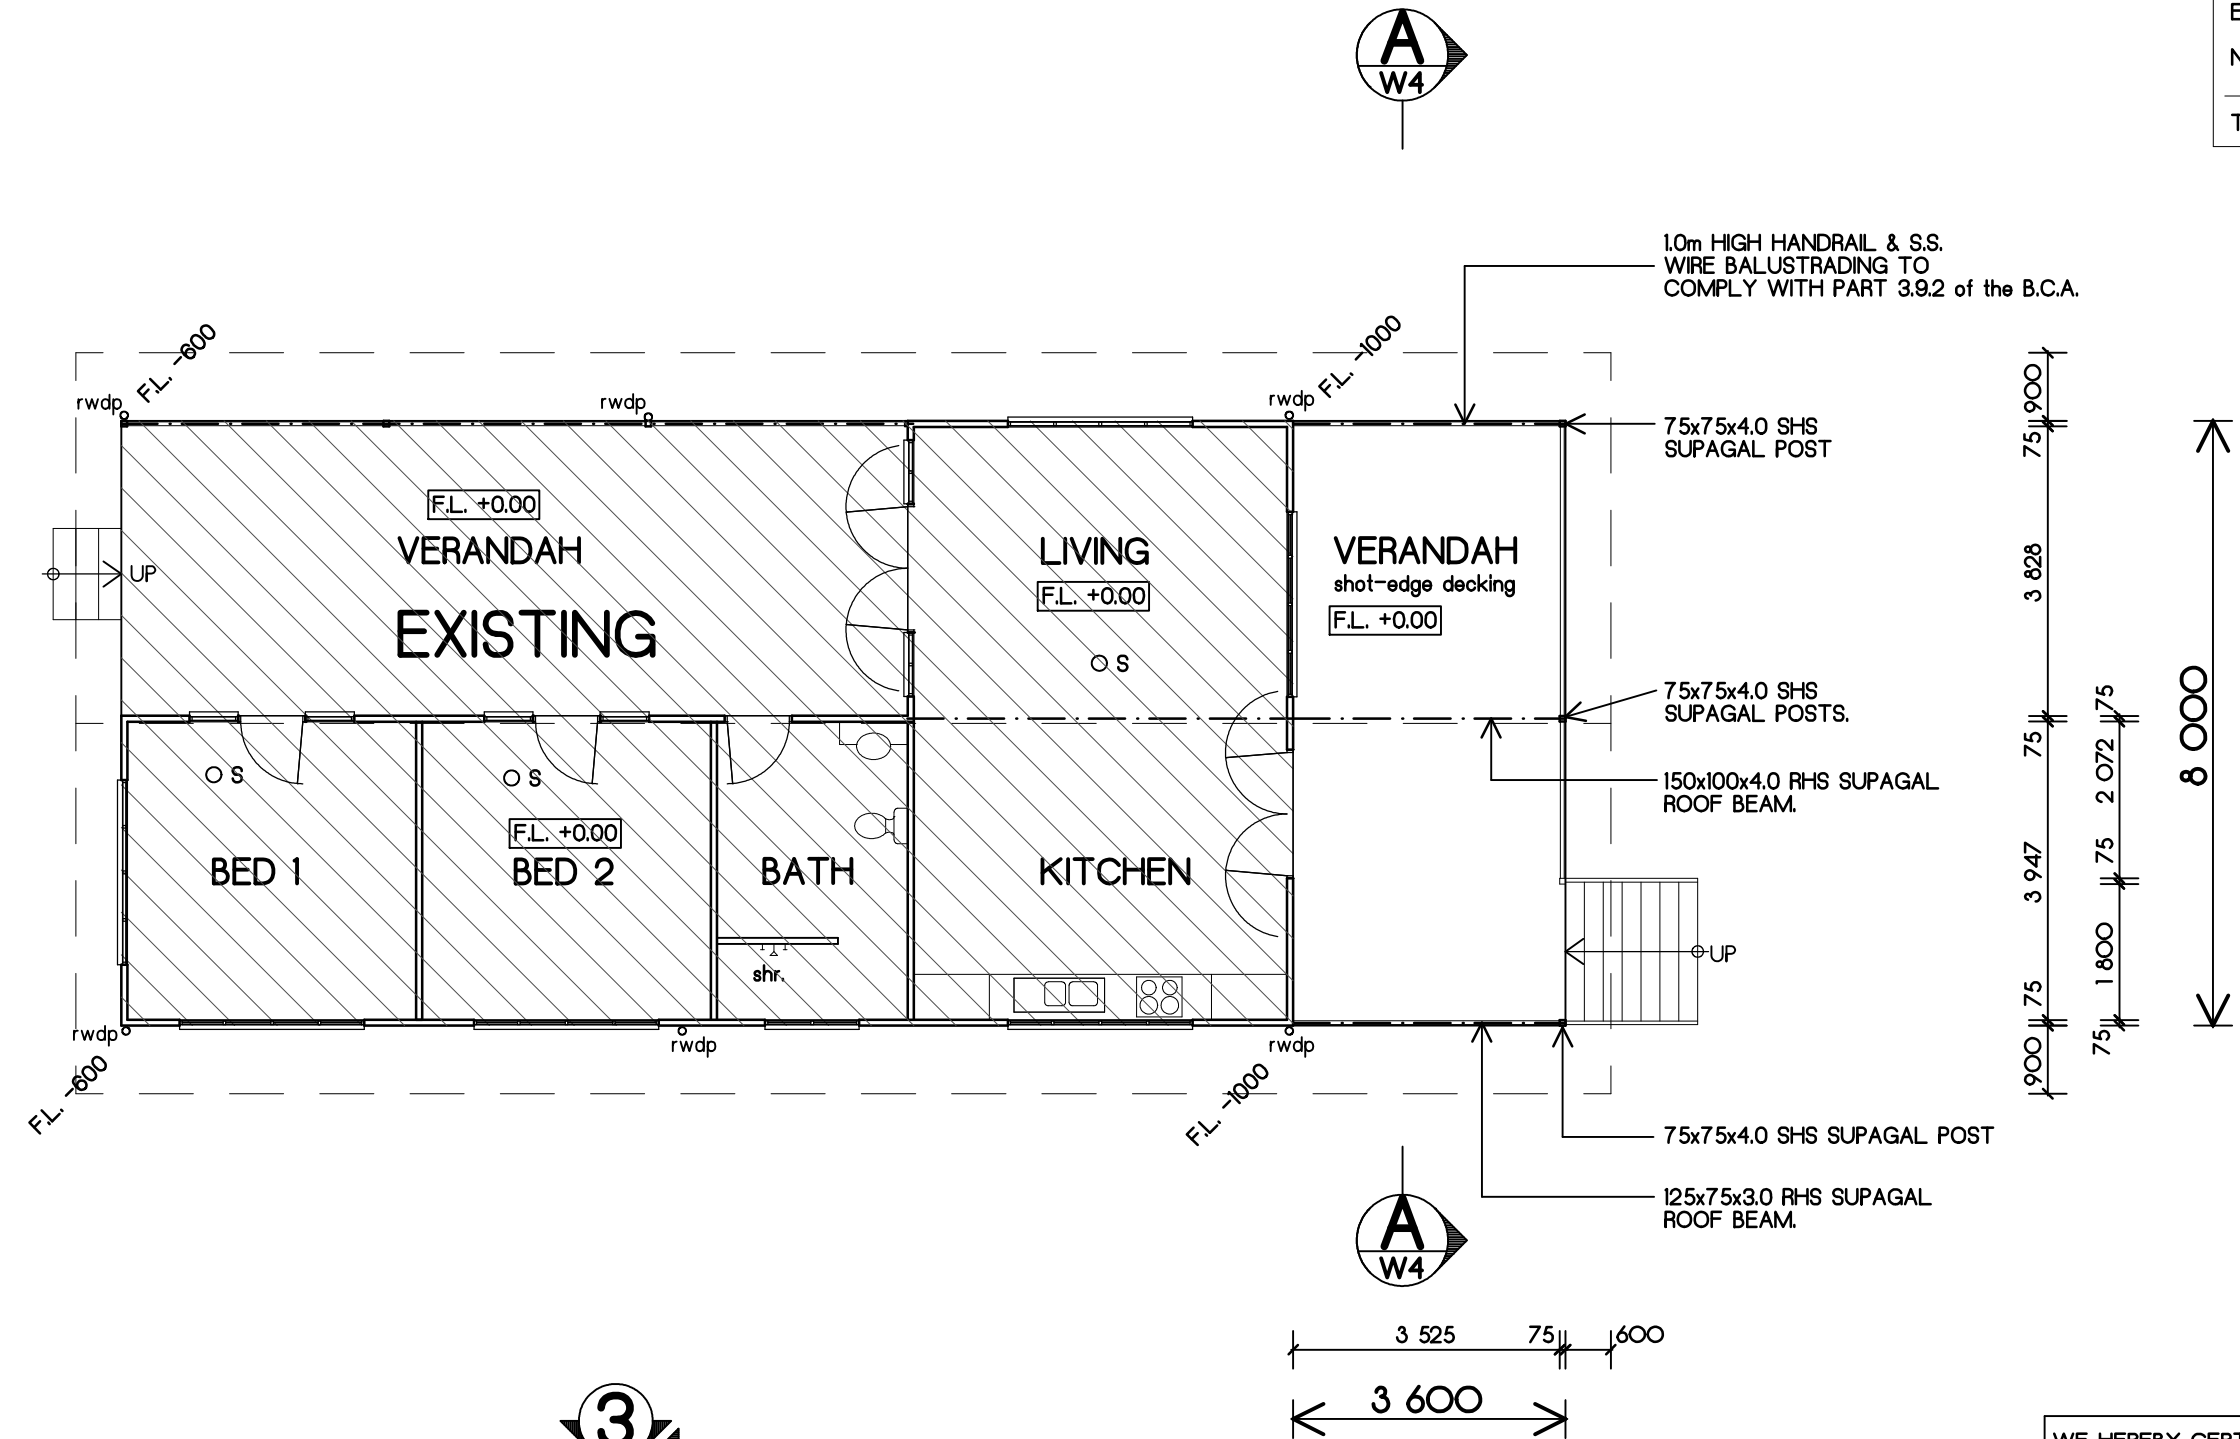 A
W4
1.0m HIGH HANDRAIL & S.S.
WIRE BALUSTRADING TO
COMPLY WITH PART 3.9.2 of the B.C.A.
F.L. -600
F.L. -1000
rwdp
rwdp
rwdp
900
75x75x4.0 SHS
SUPAGAL POST
75
F.L. +0.00
VERANDAH
EXISTING
UP
LIVING
F.L. +0.00
S
VERANDAH
shot-edge decking
F.L. +0.00
3 828
75x75x4.0 SHS
SUPAGAL POSTS.
75
75
8 000
150x100x4.0 RHS SUPAGAL
ROOF BEAM.
2 072
S
S
F.L. +0.00
BED 1
BED 2
BATH
KITCHEN
3 947
75
shr.
UP
1 800
75
75
900
rwdp
rwdp
rwdp
F.L. -600
F.L. -1000
75x75x4.0 SHS SUPAGAL POST
125x75x3.0 RHS SUPAGAL
ROOF BEAM.
A
W4
3 525
75
600
3 600
3